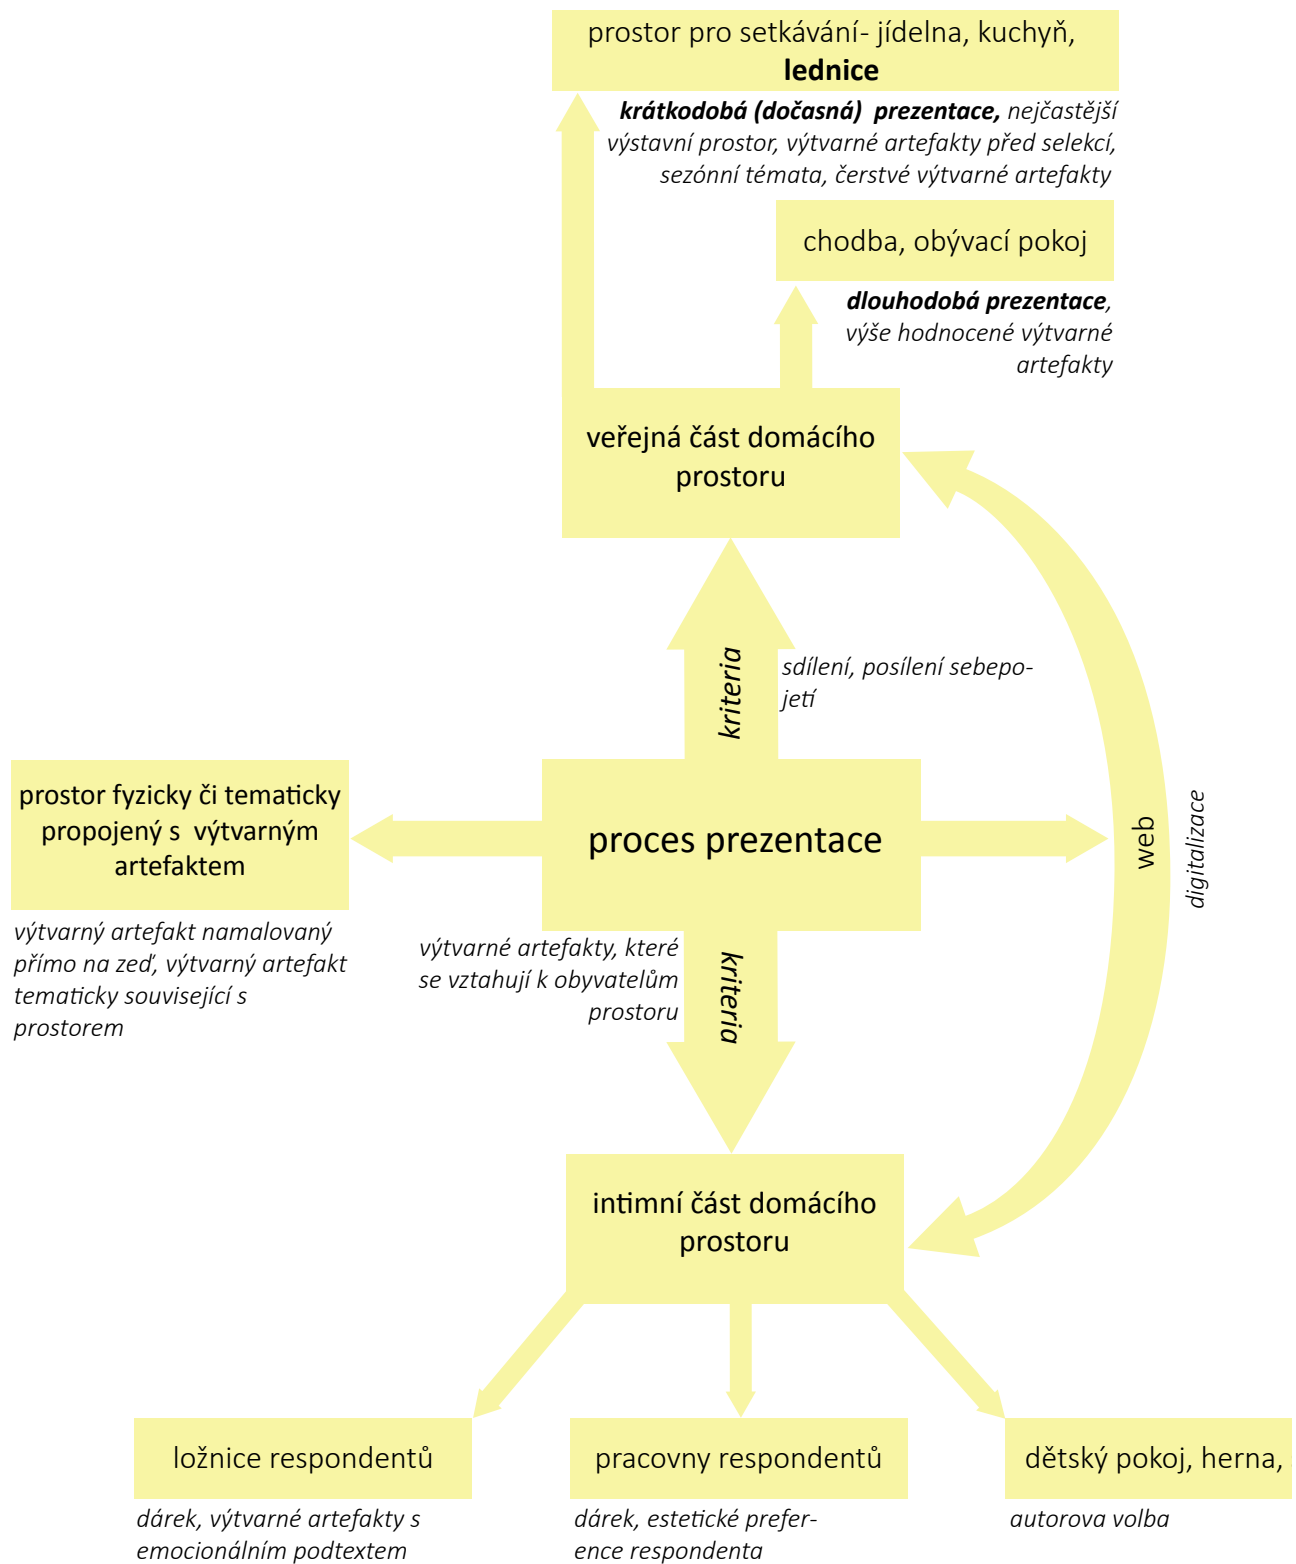 prostor pro setkávání- jídelna, kuchyň,
lednice
krátkodobá (dočasná) prezentace, nejčastější
výstavní prostor, výtvarné artefakty před selekcí,
sezónní témata, čerstvé výtvarné artefakty
chodba, obývací pokoj
dlouhodobá prezentace,
výše hodnocené výtvarné
artefakty
veřejná část domácího
prostoru
kriteria
sdílení, posílení sebepo-
jetí
prostor fyzicky či tematicky
propojený s výtvarným
artefaktem
proces prezentace
web
digitalizace
výtvarný artefakt namalovaný
přímo na zeď, výtvarný artefakt
tematicky související s
prostorem
výtvarné artefakty, které
se vztahují k obyvatelům
prostoru
kriteria
intimní část domácího
prostoru
ložnice respondentů
dárek, výtvarné artefakty s
emocionálním podtextem
pracovny respondentů
dárek, estetické prefer-
ence respondenta
dětský pokoj, herna,
autorova volba